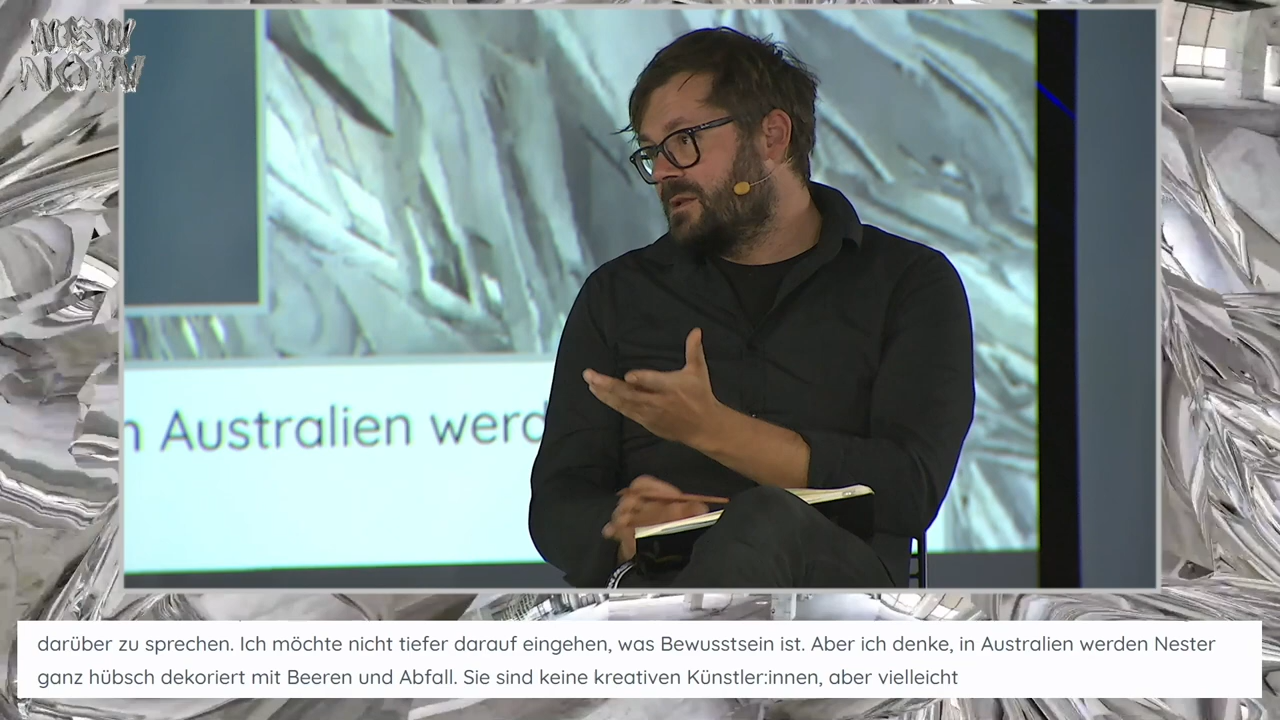 NEW
NOW
n Australien werd
darüber zu sprechen. Ich möchte nicht tiefer darauf eingehen, was Bewusstsein ist. Aber ich denke, in Australien werden Nester
ganz hübsch dekoriert mit Beeren und Abfall. Sie sind keine kreativen Künstler:innen, aber vielleicht